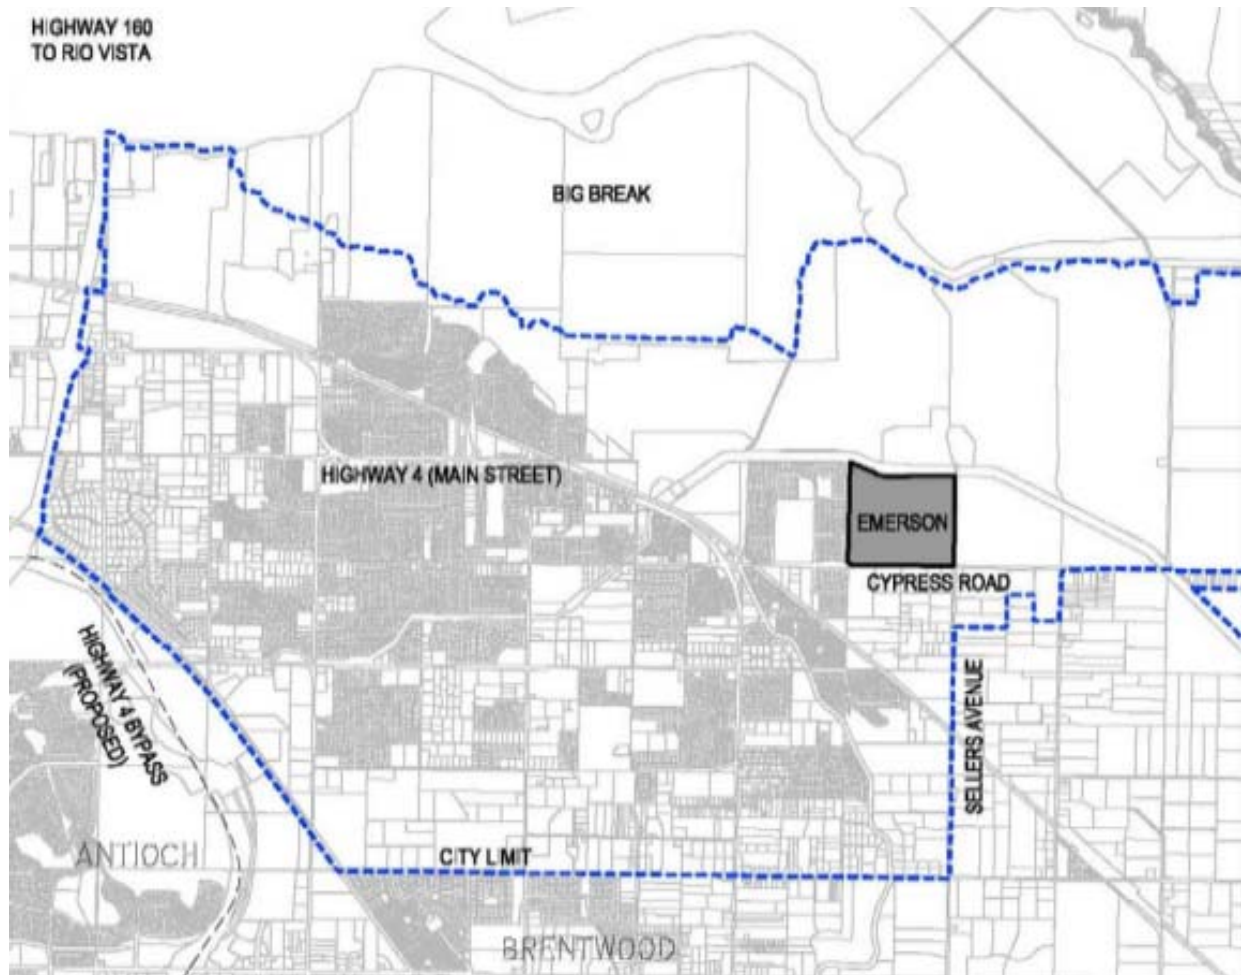 HIGHWAY 160
TO RIO VISTA
BIG BREAK
HIGHWAY 4 (MAIN STREET)
EMERSON
CYPRESS ROAD
HIGHWAY 4 BYPASS
(PROPOSED)
SELLERS AVENUE
ANTIOCH
CITY LIMIT
BRENTWOOD